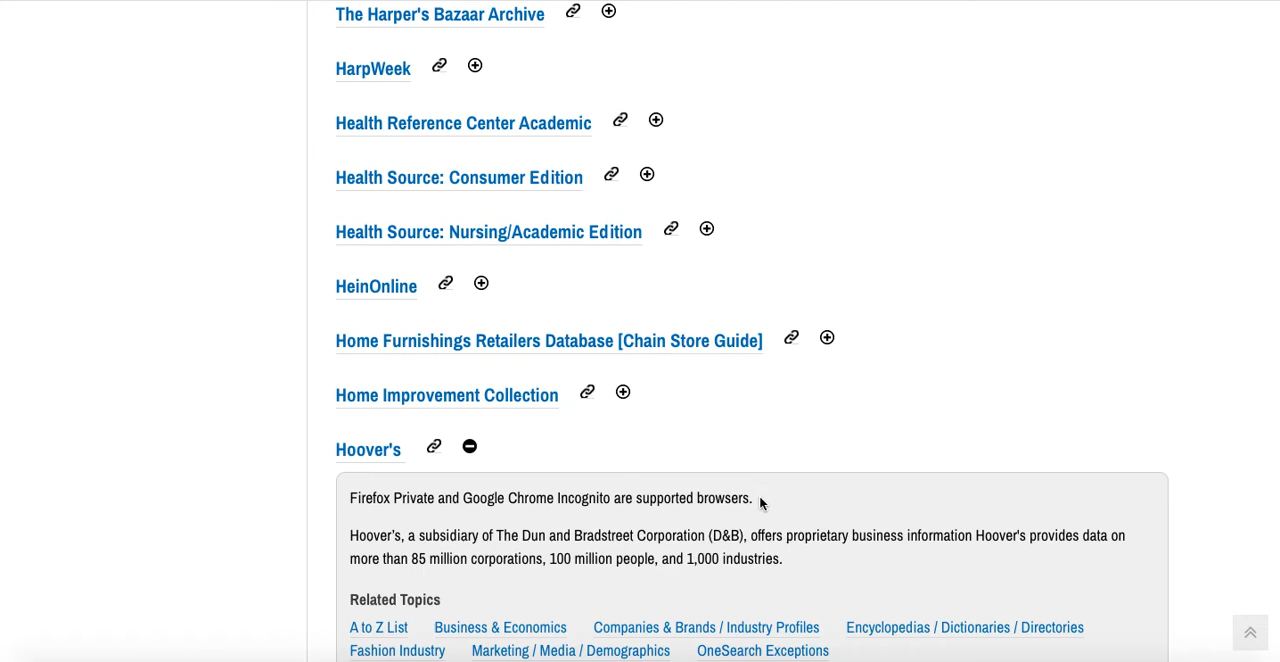 The Harper's Bazaar Archive
HarpWeek
Health Reference Center Academic
Health Source: Consumer Edition
Health Source: Nursing/Academic Edition
HeinOnline
Home Furnishings Retailers Database [Chain Store Guide]
Home Improvement Collection
Hoover's
Firefox Private and Google Chrome Incognito are supported browsers.
Hoover’s, a subsidiary of The Dun and Bradstreet Corporation (D&B), offers proprietary business information Hoover's provides data on
more than 85 million corporations, 100 million people, and 1,000 industries.
Related Topics
A to Z List Business & Economics Companies & Brands / Industry Profiles Encyclopedias / Dictionaries / Directories
Fashion Industry Marketing / Media / Demographics OneSearch Exceptions